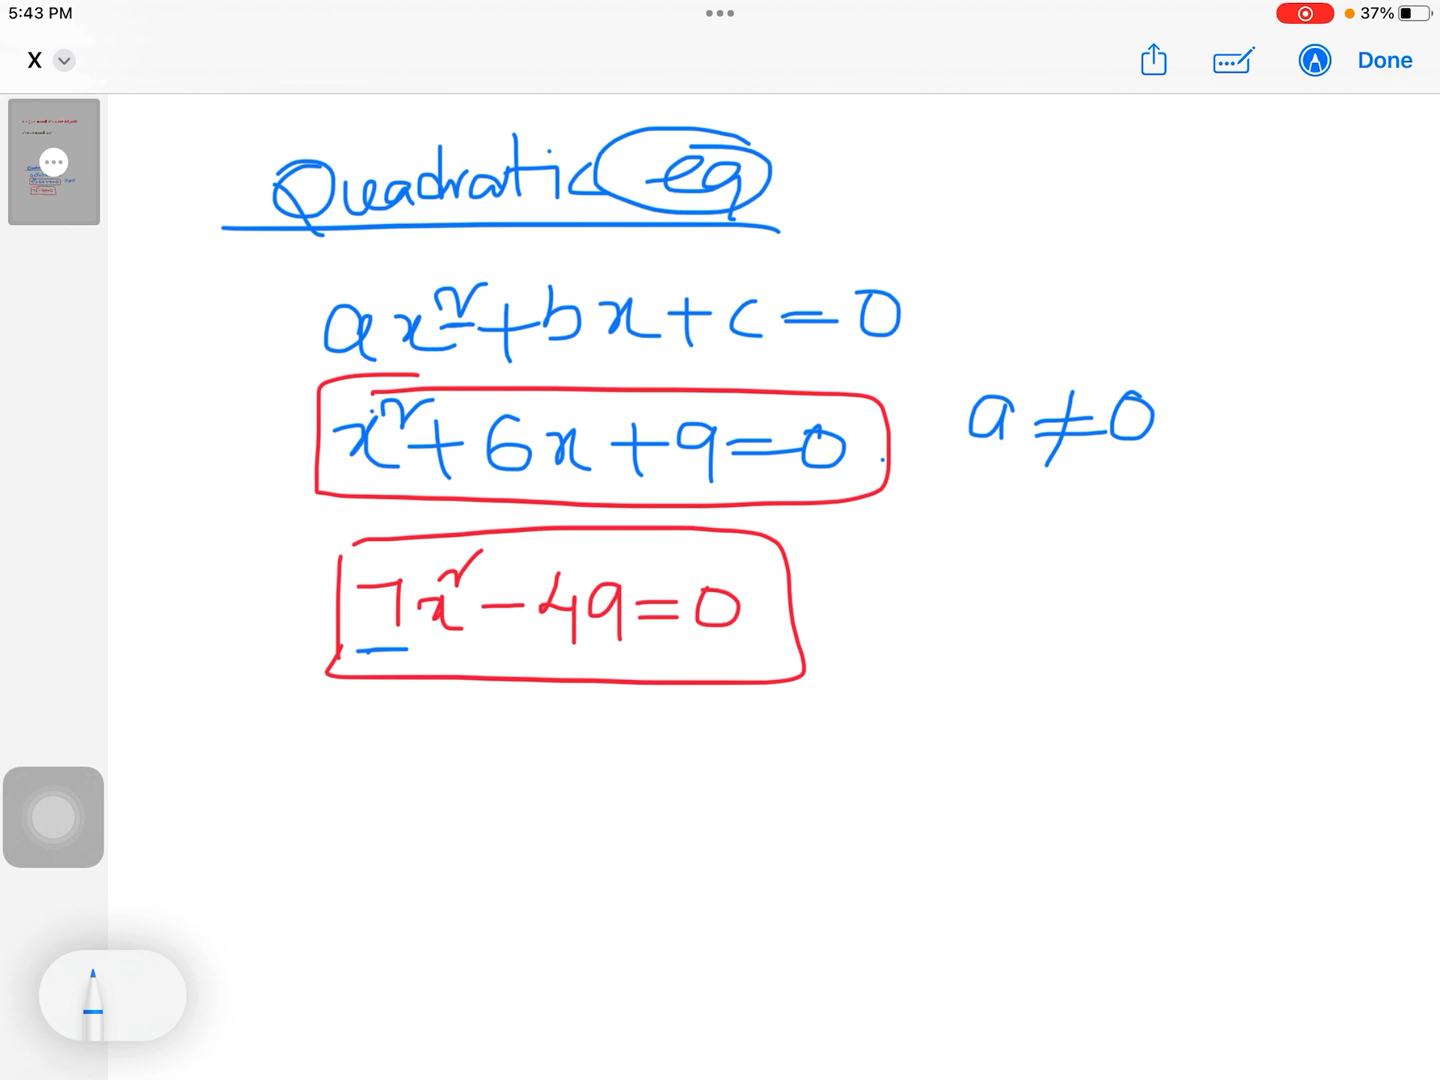 5:43 PM
37%
X
Done
Quadratic eq
ax²+bx+c=0
x²+6x+9=0
a≠0
7x²-49=0